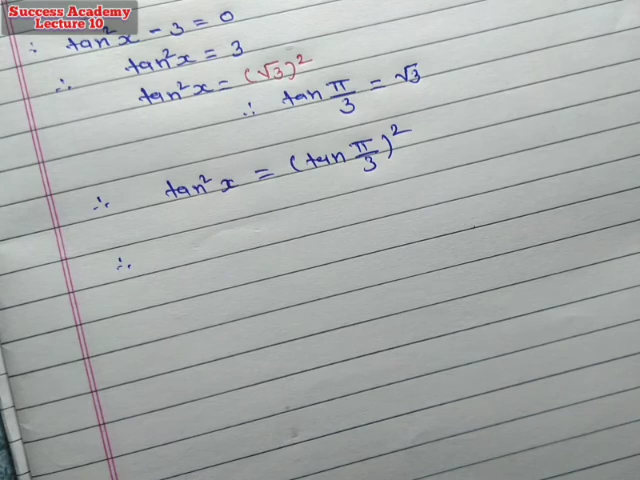 Success Academy
Lecture 10
∴ tan²x - 3 = 0
∴ tan²x = 3
tan²x = (√3)²
∴ tan π/3 = √3
∴ tan²x = (tan π/3)²
∴